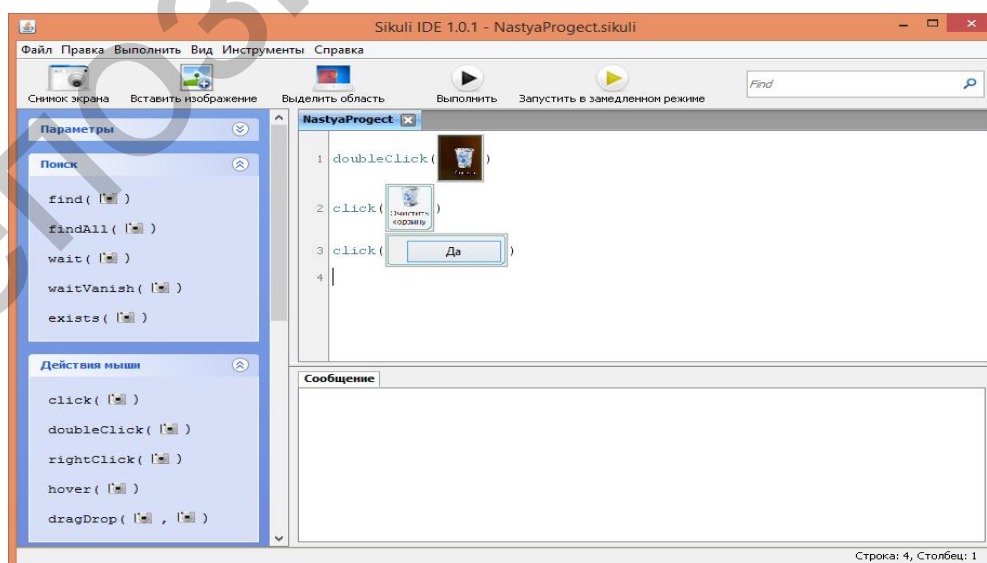 Sikuli IDE 1.0.1 - NastyaProgect.sikuli
Файл Правка Выполнить Вид Инструменты Справка
Снимок экрана Вставить изображение Выделить область Выполнить Запустить в замедленном режиме Find
Параметры
Поиск
find( )
findAll( )
wait( )
waitVanish( )
exists( )
Действия мыши
click( )
doubleClick( )
rightClick( )
hover( )
dragDrop( , )
NastyaProgect
1 doubleClick( )
2 click( Очистить
корзину )
3 click( Да )
4
Сообщение
Строка: 4, Столбец: 1